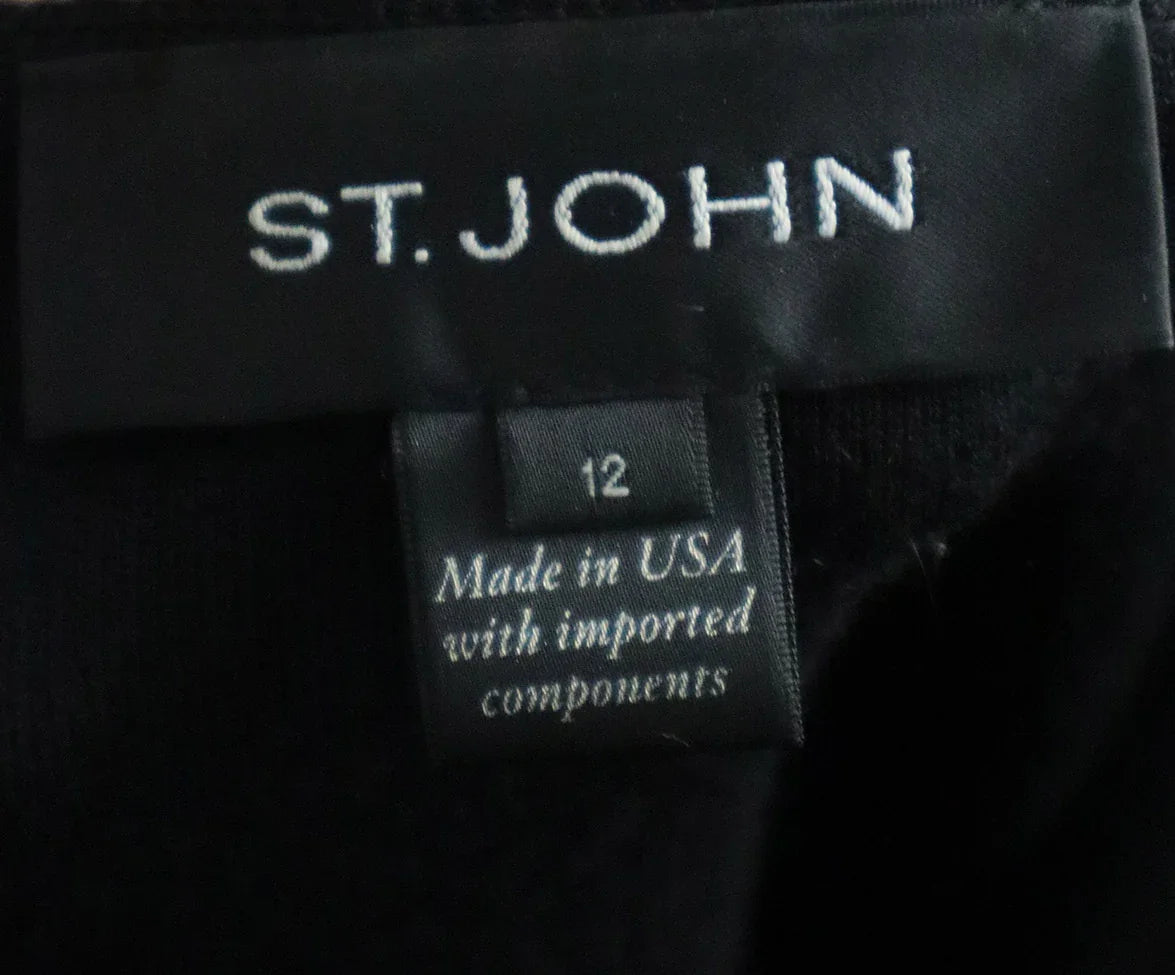 ST. JOHN
12
Made in USA
with imported
components